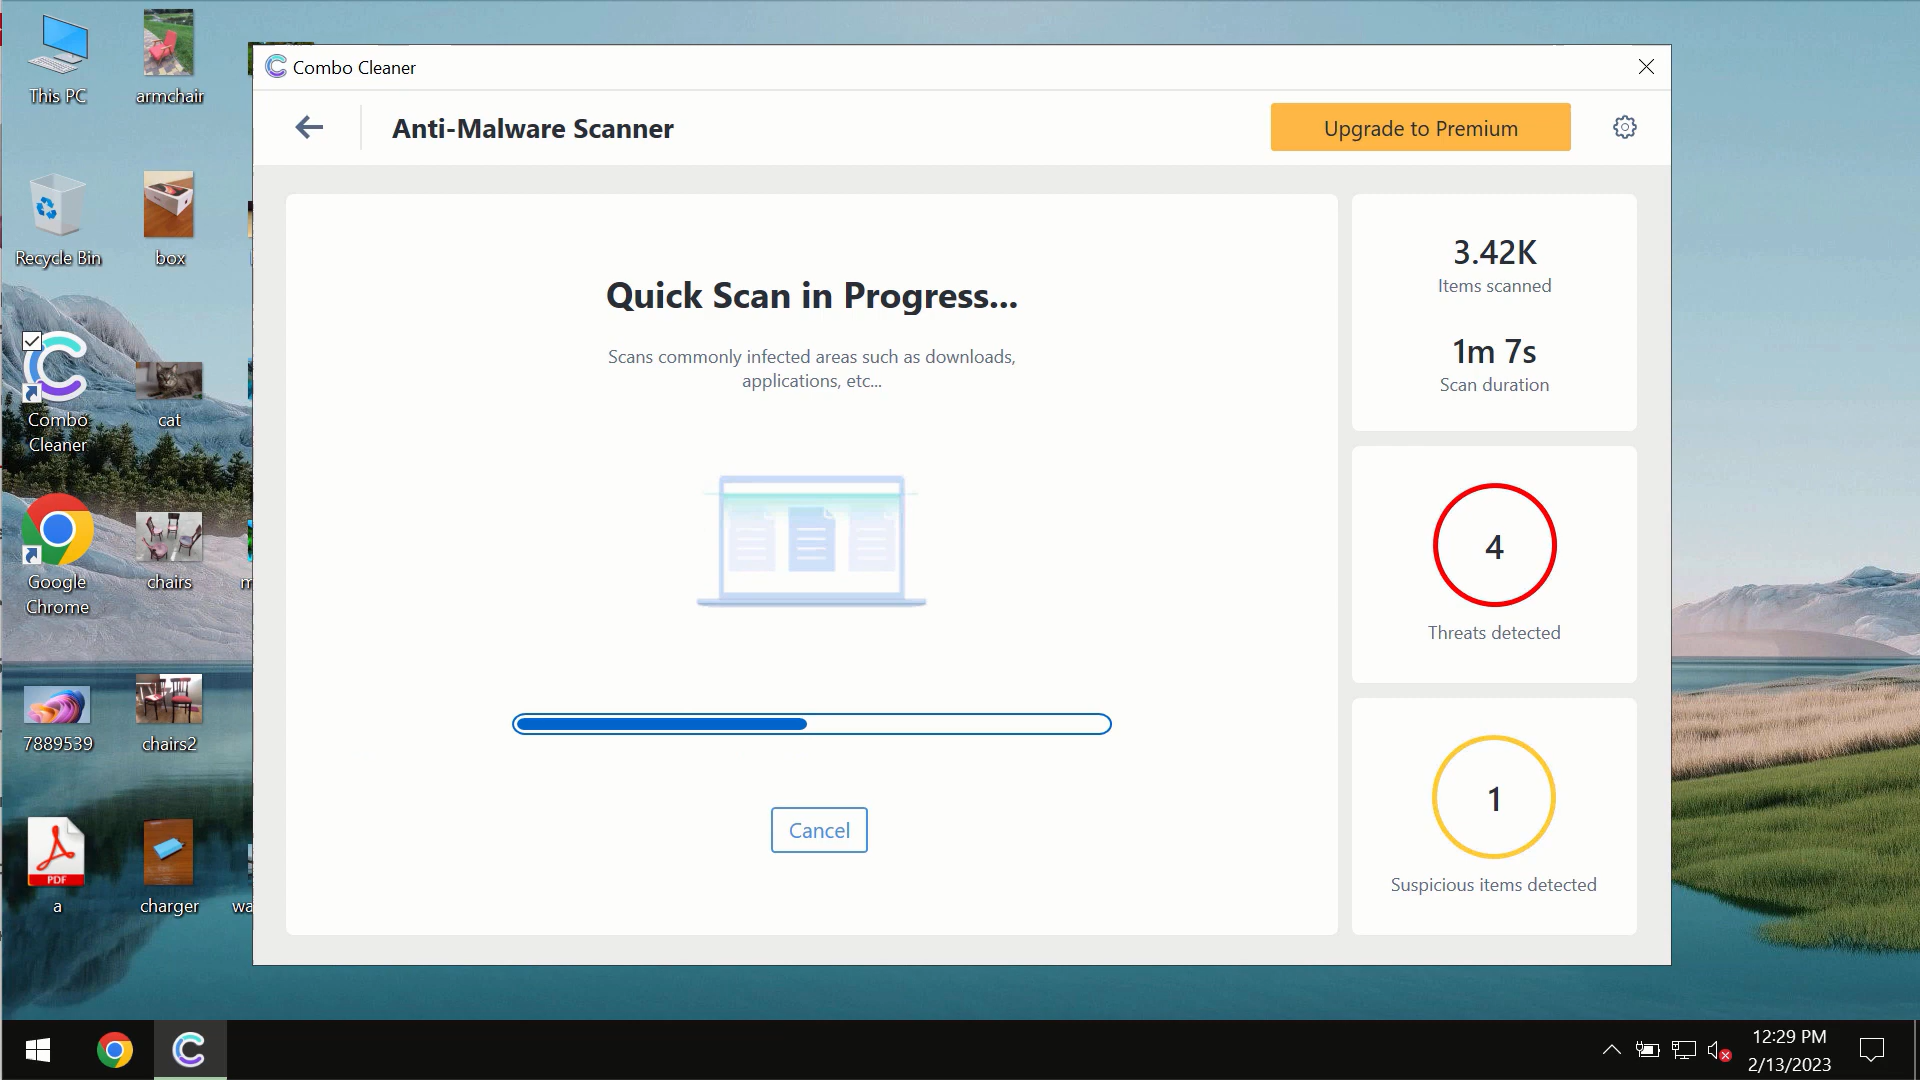 This PC
armchair
Recycle Bin
box
Combo
Cleaner
cat
Google
Chrome
chairs
7889539
chairs2
PDF
a
charger
wa
Combo Cleaner
Anti-Malware Scanner
Upgrade to Premium
Quick Scan in Progress...
Scans commonly infected areas such as downloads,
applications, etc...
Cancel
3.42K
Items scanned
1m 7s
Scan duration
4
Threats detected
1
Suspicious items detected
12:29 PM
2/13/2023